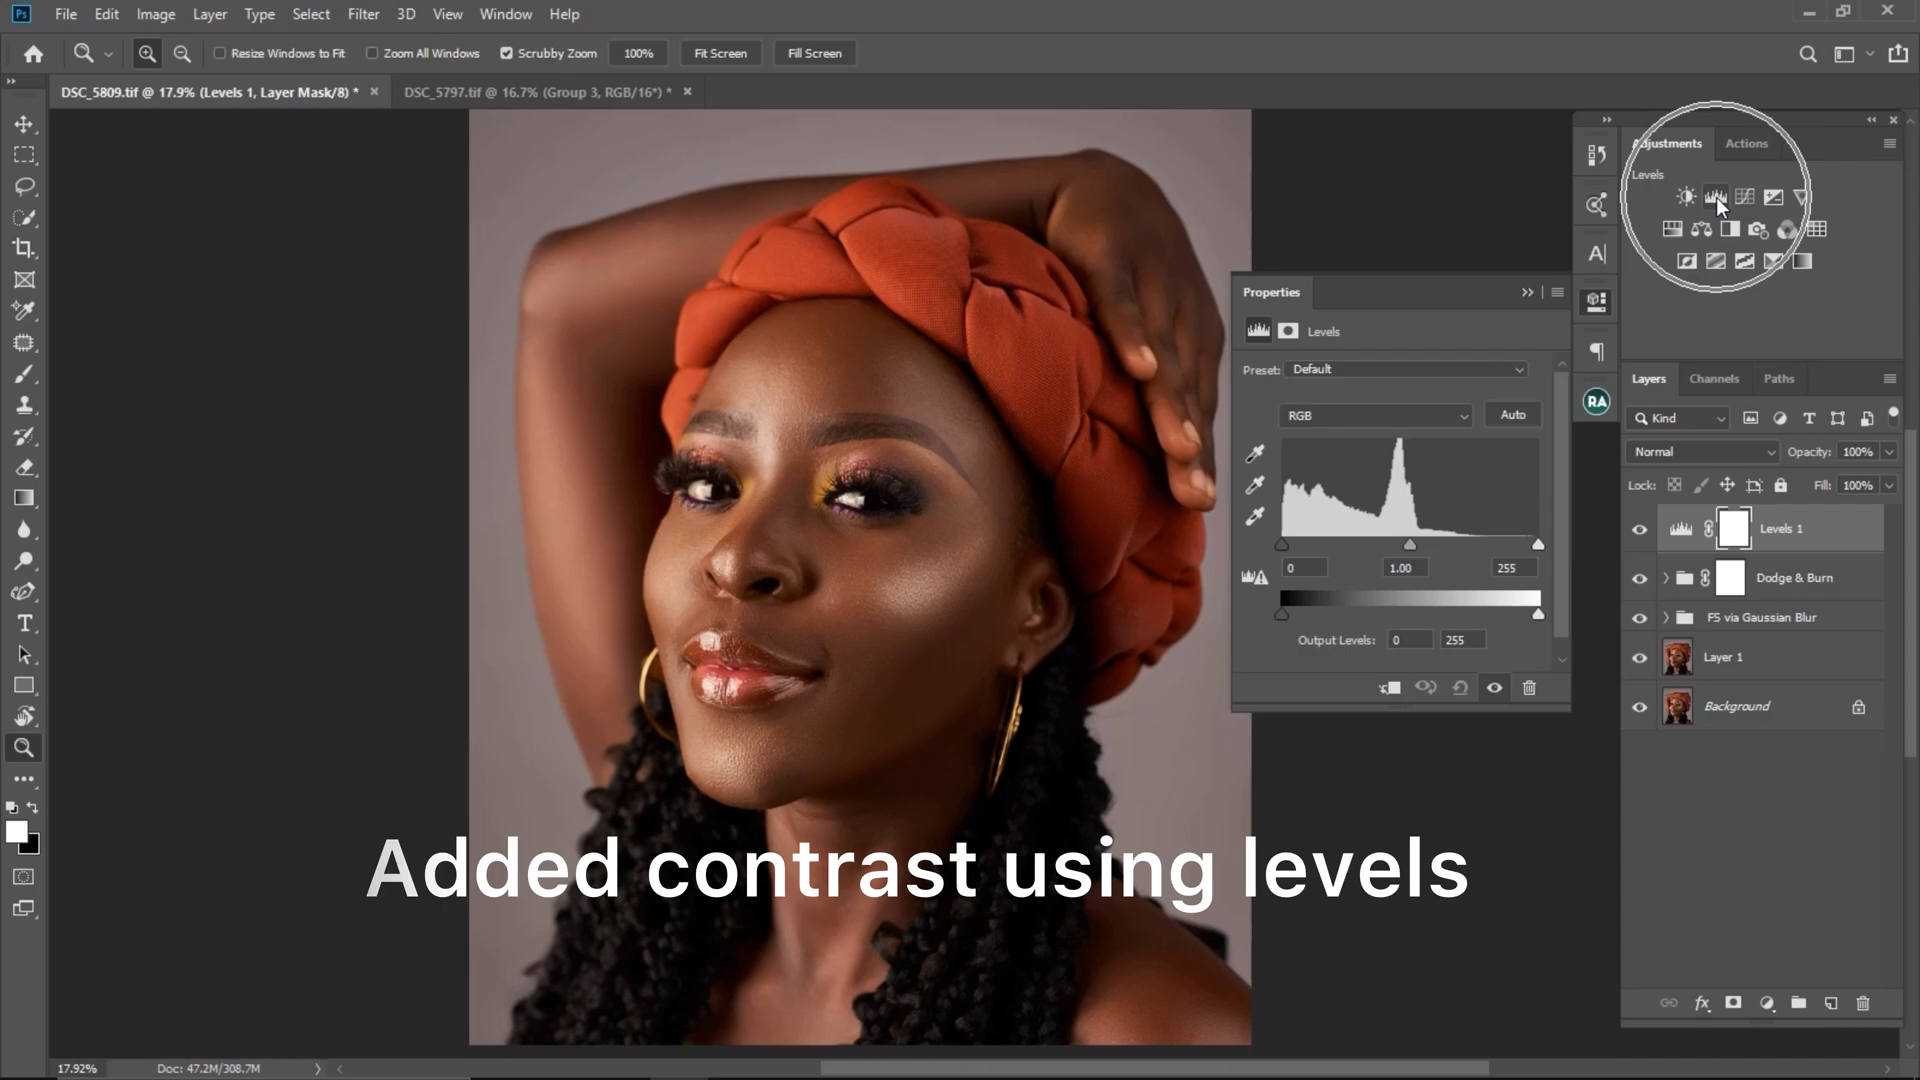 Ps File Edit Image Layer Type Select Filter 3D View Window Help
Resize Windows to Fit Zoom All Windows Scrubby Zoom 100% Fit Screen Fill Screen
DSC_5809.tif @ 17.9% (Levels 1, Layer Mask/8) * × DSC_5797.tif @ 16.7% (Group 3, RGB/16*) * ×
Adjustments Actions
Levels
Properties
Levels
Preset: Default
RGB Auto
0 1.00 255
Output Levels: 0 255
A
RA
Layers Channels Paths
Kind
Normal Opacity: 100%
Lock: Fill: 100%
Levels 1
Dodge & Burn
FS via Gaussian Blur
Layer 1
Background
fx
T
Added contrast using levels
17.92% Doc: 47.2M/308.7M